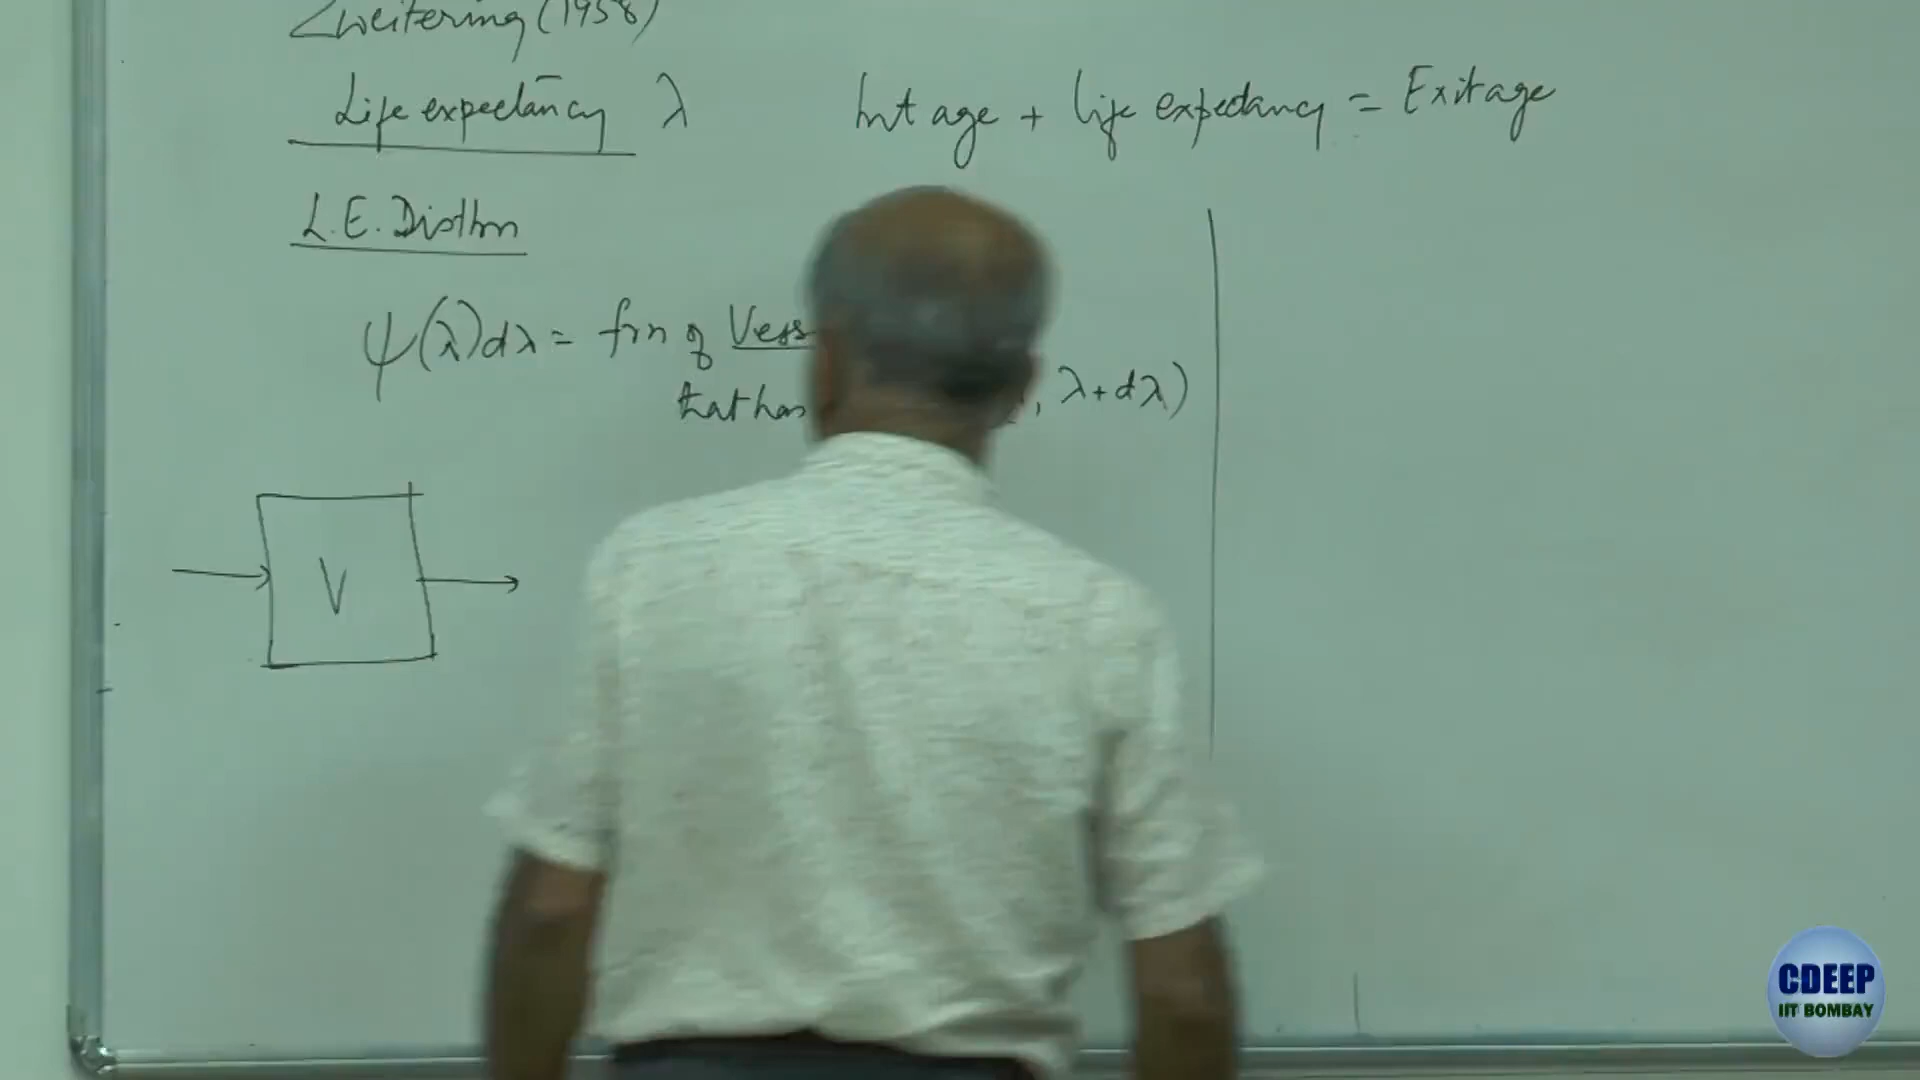 Zweitering (1958)
Life expectancy λ
Int age + life expectancy = Exit age
L.E. Disthn
ψ(λ)dλ = frn of Vess
that has , λ+dλ)
V
CDEEP
IIT BOMBAY